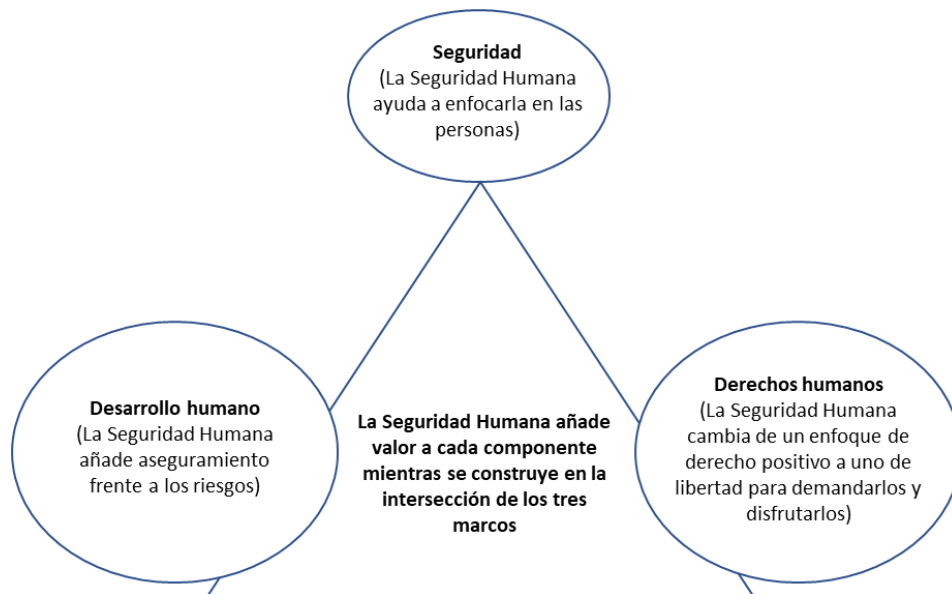 Seguridad
(La Seguridad Humana
ayuda a enfocarla en las
personas)
Desarrollo humano
(La Seguridad Humana
añade aseguramiento
frente a los riesgos)
La Seguridad Humana añade
valor a cada componente
mientras se construye en la
intersección de los tres
marcos
Derechos humanos
(La Seguridad Humana
cambia de un enfoque de
derecho positivo a uno de
libertad para demandarlos y
disfrutarlos)